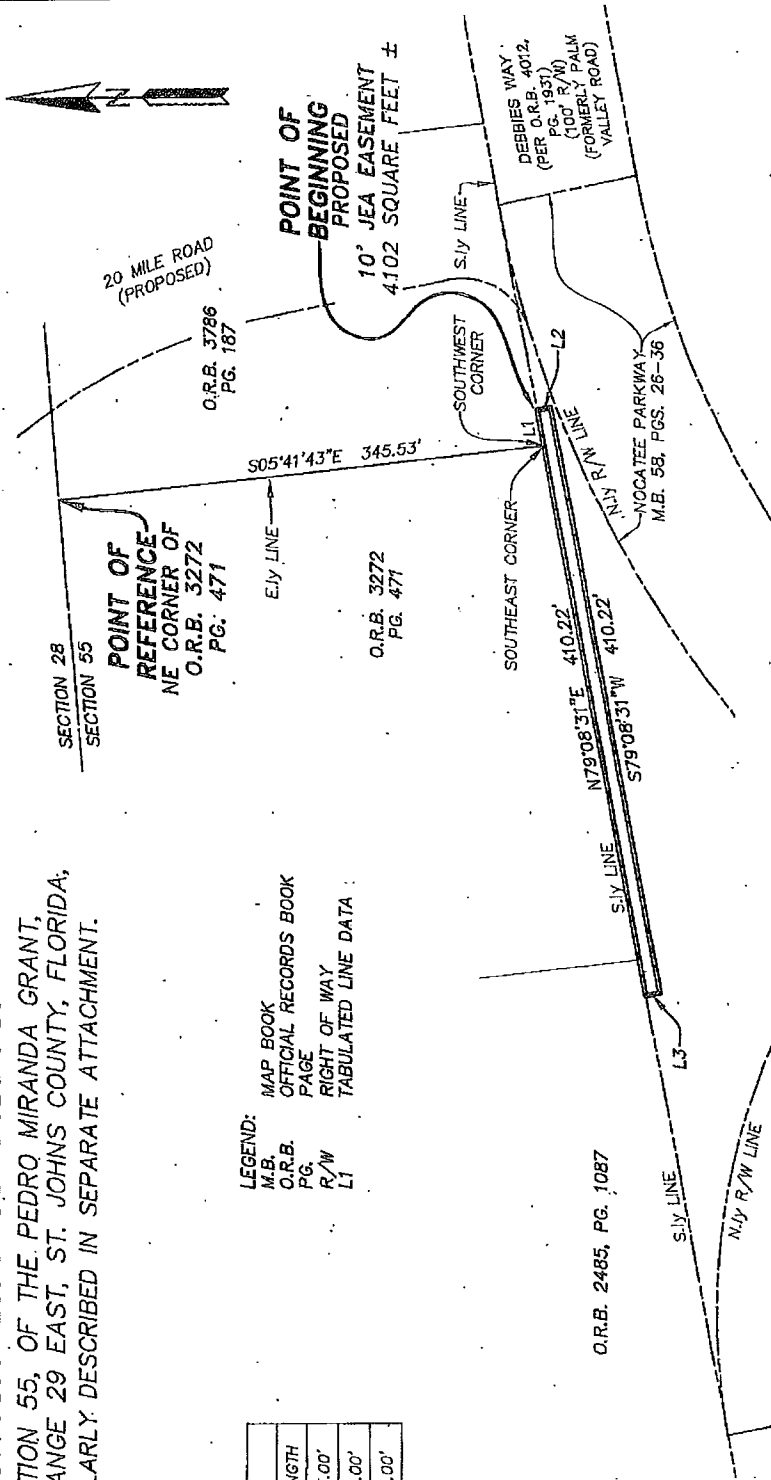 TION 55, OF THE PEDRO MIRANDA GRANT,
ANGE 29 EAST, ST. JOHNS COUNTY, FLORIDA,
LARLY DESCRIBED IN SEPARATE ATTACHMENT.
SECTION 28
SECTION 55
POINT OF
REFERENCE
NE CORNER OF
O.R.B. 3272
PG. 471
20 MILE ROAD
(PROPOSED)
O.R.B. 3786
PG. 187
N
POINT OF
BEGINNING
PROPOSED
10' JEA EASEMENT
4102 SQUARE FEET ±
S05°41'43"E 345.53'
E.ly LINE
O.R.B. 3272
PG. 471
SOUTHWEST
CORNER
SOUTHEAST CORNER
L1
L2
S.ly LINE
DEBBIES WAY
(PER O.R.B. 4012,
PG. 1931)
(100' R/W)
(FORMERLY PALM
VALLEY ROAD)
N.ly R/W LINE
NOCATEE PARKWAY
M.B. 58, PGS. 26-36
N79°08'31"E 410.22'
S79°08'31"W 410.22'
S.ly LINE
L3
LEGENd:
M.B. MAP BOOK
O.R.B. OFFICIAL RECORDS BOOK
PG. PAGE
R/W RIGHT OF WAY
L1 TABULATED LINE DATA
NGTH
.00'
.00'
.00'
O.R.B. 2485, PG. 1087
S.ly LINE
N.ly R/W LINE